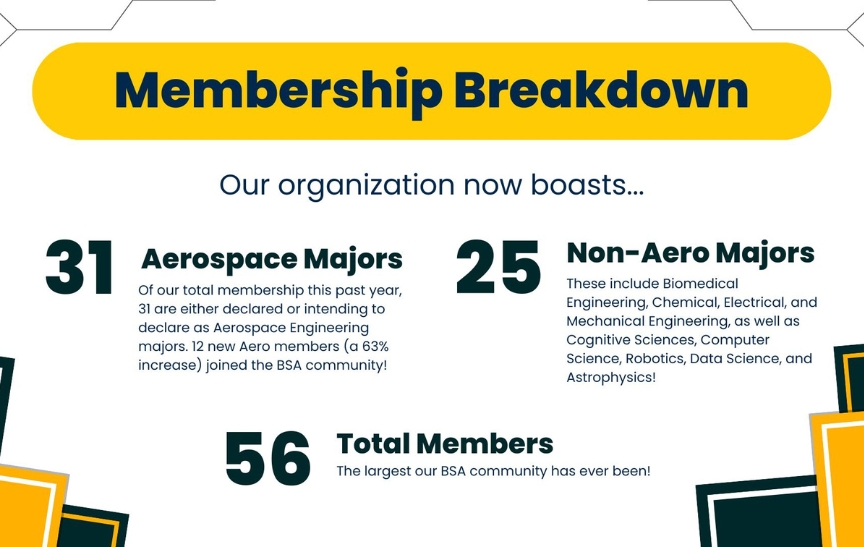 Membership Breakdown
Our organization now boasts...
31
Aerospace Majors
Of our total membership this past year,
31 are either declared or intending to
declare as Aerospace Engineering
majors. 12 new Aero members (a 63%
increase) joined the BSA community!
25
Non-Aero Majors
These include Biomedical
Engineering, Chemical, Electrical, and
Mechanical Engineering, as well as
Cognitive Sciences, Computer
Science, Robotics, Data Science, and
Astrophysics!
56
Total Members
The largest our BSA community has ever been!